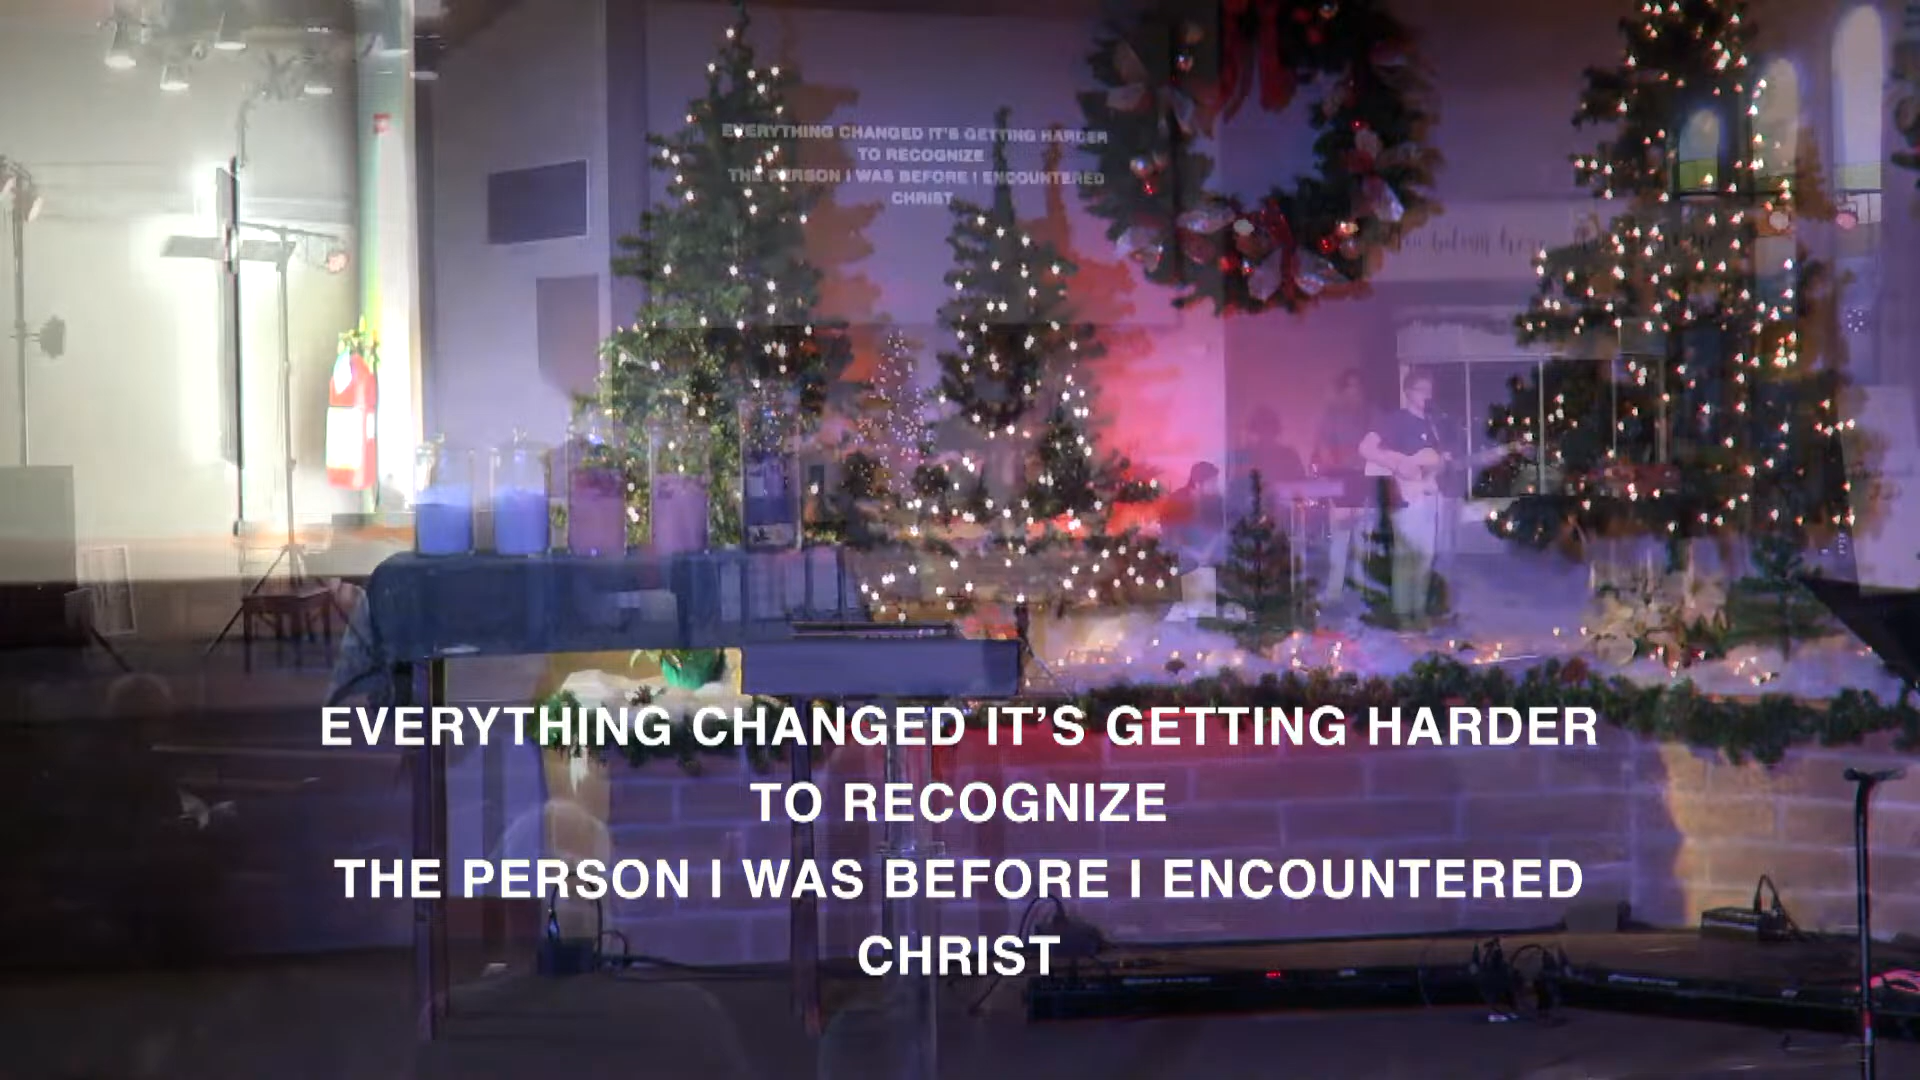 EVERYTHING CHANGED IT'S GETTING HARDER
TO RECOGNIZE
THE PERSON I WAS BEFORE I ENCOUNTERED
CHRIST
EVERYTHING CHANGED IT’S GETTING HARDER
TO RECOGNIZE
THE PERSON I WAS BEFORE I ENCOUNTERED
CHRIST